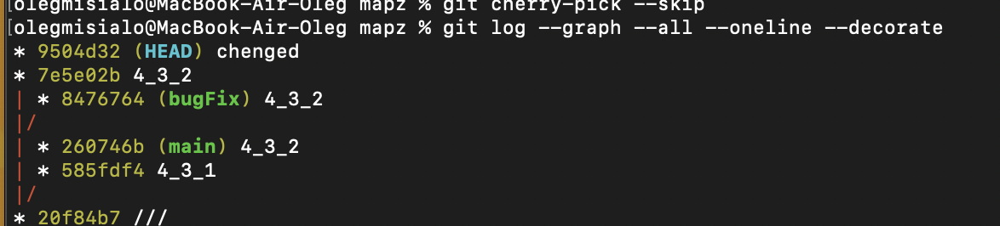 [olegmisialo@MacBook-Air-Oleg mapz % git cherry-pick --skip
[olegmisialo@MacBook-Air-Oleg mapz % git log --graph --all --oneline --decorate
* 9504d32 (HEAD) chenged
* 7e5e02b 4_3_2
| * 8476764 (bugFix) 4_3_2
|/
| * 260746b (main) 4_3_2
| * 585fdf4 4_3_1
|/
* 20f84b7 ///